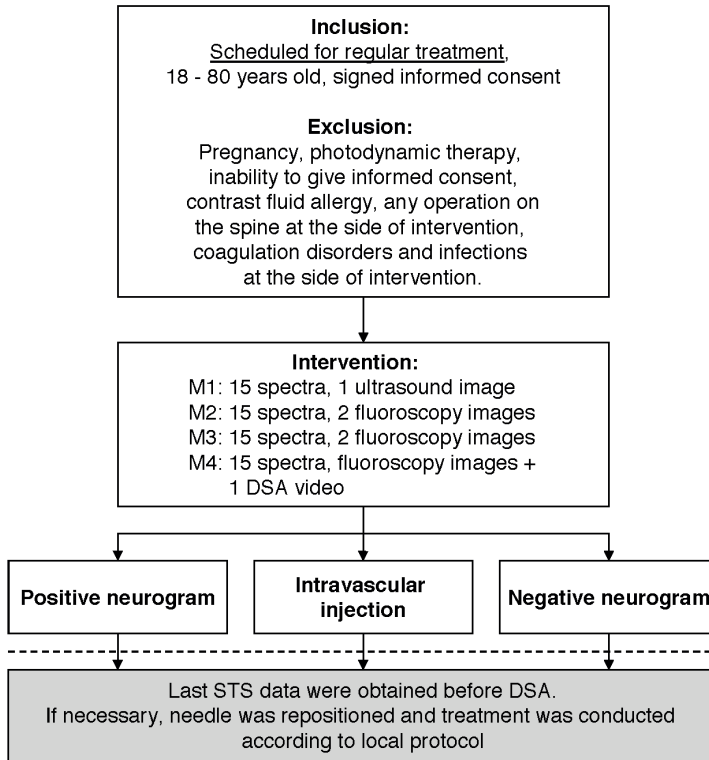 Inclusion:
Scheduled for regular treatment,
18 - 80 years old, signed informed consent
Exclusion:
Pregnancy, photodynamic therapy,
inability to give informed consent,
contrast fluid allergy, any operation on
the spine at the side of intervention,
coagulation disorders and infections
at the side of intervention.
Intervention:
M1: 15 spectra, 1 ultrasound image
M2: 15 spectra, 2 fluoroscopy images
M3: 15 spectra, 2 fluoroscopy images
M4: 15 spectra, fluoroscopy images +
1 DSA video
Positive neurogram
Intravascular
injection
Negative neurogram
Last STS data were obtained before DSA.
If necessary, needle was repositioned and treatment was conducted
according to local protocol